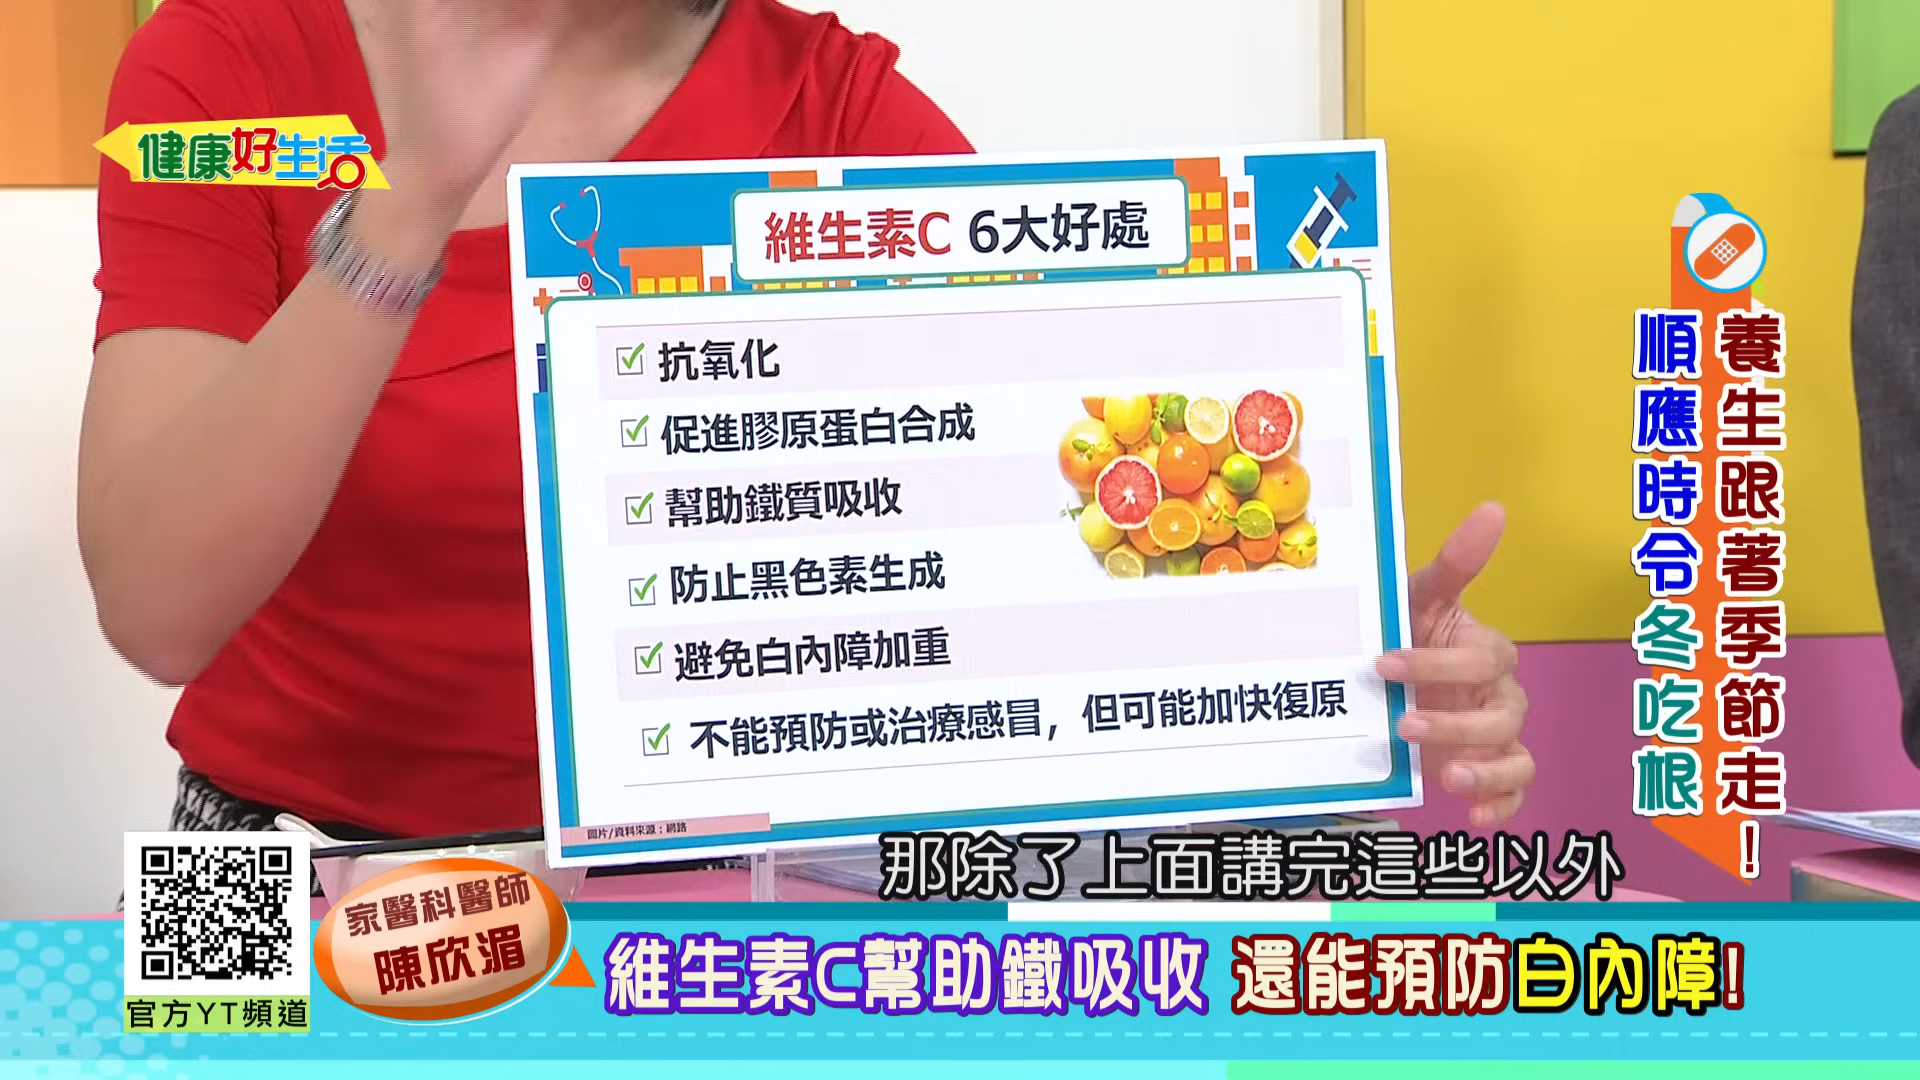 健康好生活
維生素C 6大好處
抗氧化
促進膠原蛋白合成
幫助鐵質吸收
防止黑色素生成
避免白內障加重
不能預防或治療感冒，但可能加快復原
圖片/資料來源：網路
養生跟著季節走！
順應時令冬吃根
那除了上面講完這些以外
家醫科醫師
陳欣湄
維生素C幫助鐵吸收 還能預防白內障!
官方YT頻道